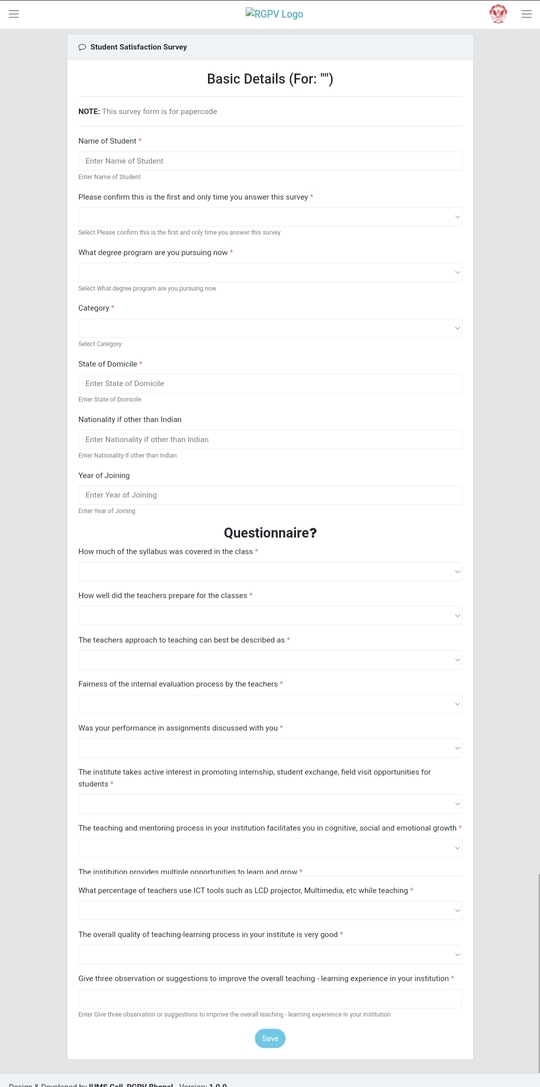 RGPV Logo
Student Satisfaction Survey
Basic Details (For: "")
NOTE: This survey form is for papercode
Name of Student *
Enter Name of Student
Enter Name of Student
Please confirm this is the first and only time you answer this survey *
Select Please confirm this is the first and only time you answer this survey
What degree program are you pursuing now *
Select What degree program are you pursuing now
Category *
Select Category
State of Domicile *
Enter State of Domicile
Enter State of Domicile
Nationality if other than Indian
Enter Nationality if other than Indian
Enter Nationality if other than Indian
Year of Joining
Enter Year of Joining
Enter Year of Joining
Questionnaire?
How much of the syllabus was covered in the class *
How well did the teachers prepare for the classes *
The teachers approach to teaching can best be described as *
Fairness of the internal evaluation process by the teachers *
Was your performance in assignments discussed with you *
The institute takes active interest in promoting internship, student exchange, field visit opportunities for
students *
The teaching and mentoring process in your institution facilitates you in cognitive, social and emotional growth *
The institution provides multiple opportunities to learn and grow *
What percentage of teachers use ICT tools such as LCD projector, Multimedia, etc while teaching *
The overall quality of teaching-learning process in your institute is very good *
Give three observation or suggestions to improve the overall teaching - learning experience in your institution *
Enter Give three observation or suggestions to improve the overall teaching - learning experience in your institution
Save
Design & Developed by IUMS Cell, RGPV Bhopal . Version: 1.0.0